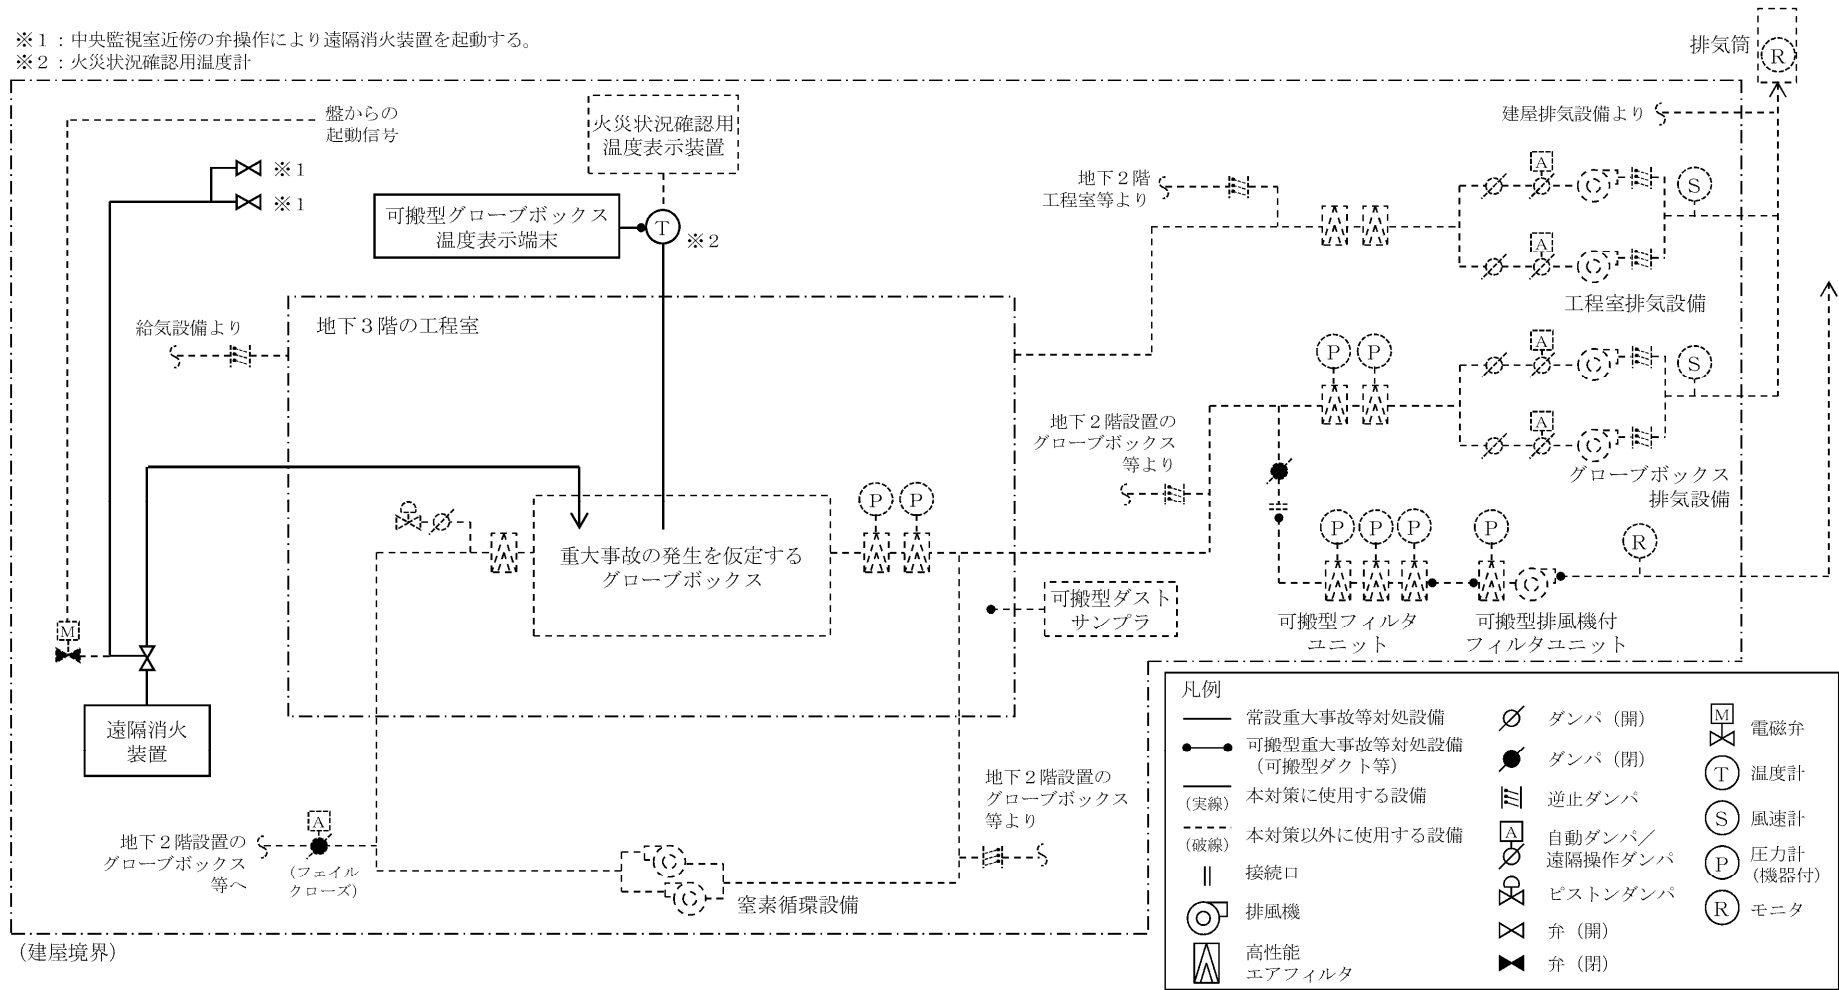 ※１：中央監視室近傍の弁操作により遠隔消火装置を起動する。
※２：火災状況確認用温度計
排気筒
R
盤からの
起動信号
火災状況確認用
温度表示装置
建屋排気設備より
※１
※１
可搬型グローブボックス
温度表示端末
T
※２
地下２階
工程室等より
A
S
A
工程室排気設備
給気設備より
地下３階の工程室
P
P
A
S
A
地下２階設置の
グローブボックス
等より
グローブボックス
排気設備
重大事故の発生を仮定する
グローブボックス
P
P
P
P
P
P
R
可搬型ダスト
サンプラ
可搬型フィルタ
ユニット
可搬型排風機付
フィルタユニット
M
遠隔消火
装置
地下２階設置の
グローブボックス
等より
A
地下２階設置の
グローブボックス
等へ
（フェイル
クローズ）
窒素循環設備
（建屋境界）
凡例
常設重大事故等対処設備
可搬型重大事故等対処設備
（可搬型ダクト等）
（実線）
本対策に使用する設備
（破線）
本対策以外に使用する設備
接続口
排風機
高性能
エアフィルタ
ダンパ（開）
ダンパ（閉）
逆止ダンパ
A
自動ダンパ／
遠隔操作ダンパ
ピストンダンパ
弁（開）
弁（閉）
M
電磁弁
T
温度計
S
風速計
P
圧力計
（機器付）
R
モニタ